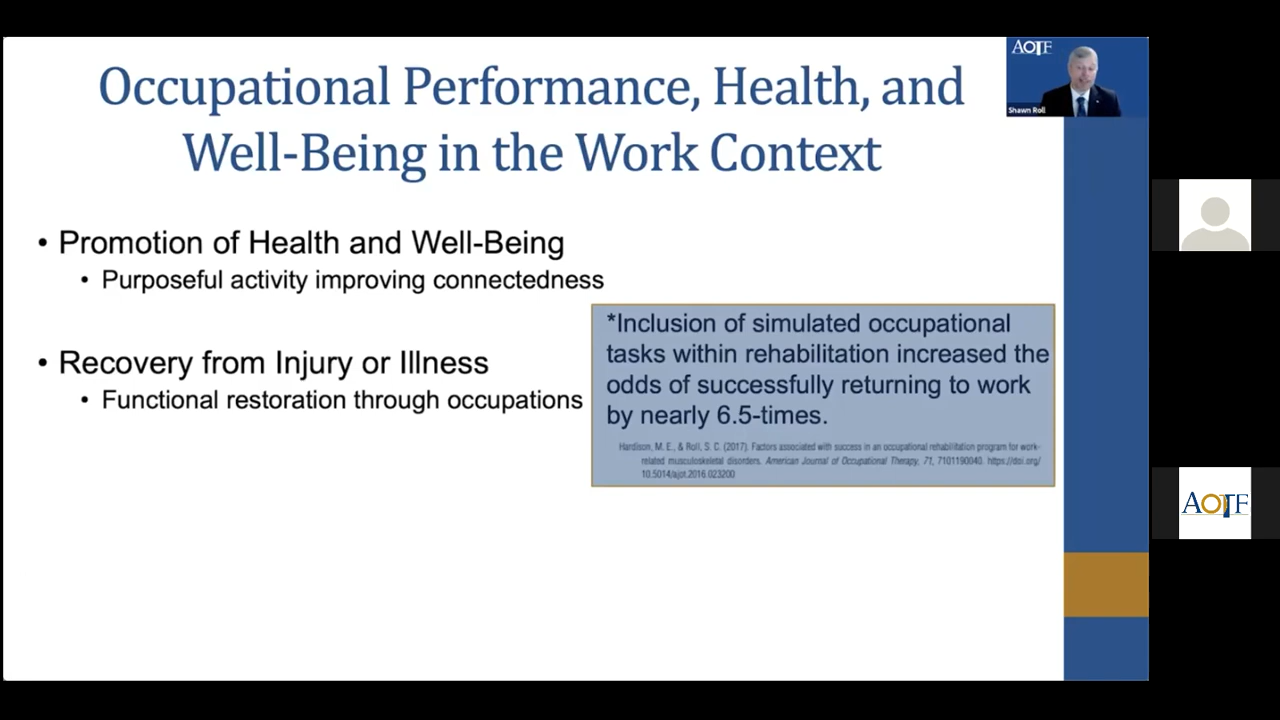 AOTF
Shawn Roll
Occupational Performance, Health, and
Well-Being in the Work Context
• Promotion of Health and Well-Being
• Purposeful activity improving connectedness
• Recovery from Injury or Illness
• Functional restoration through occupations
*Inclusion of simulated occupational
tasks within rehabilitation increased the
odds of successfully returning to work
by nearly 6.5-times.
Hardison, M. E., & Roll, S. C. (2017). Factors associated with success in an occupational rehabilitation program for work-
related musculoskeletal disorders. American Journal of Occupational Therapy, 71, 7101190040. https://doi.org/
10.5014/ajot.2016.023200
AOTF